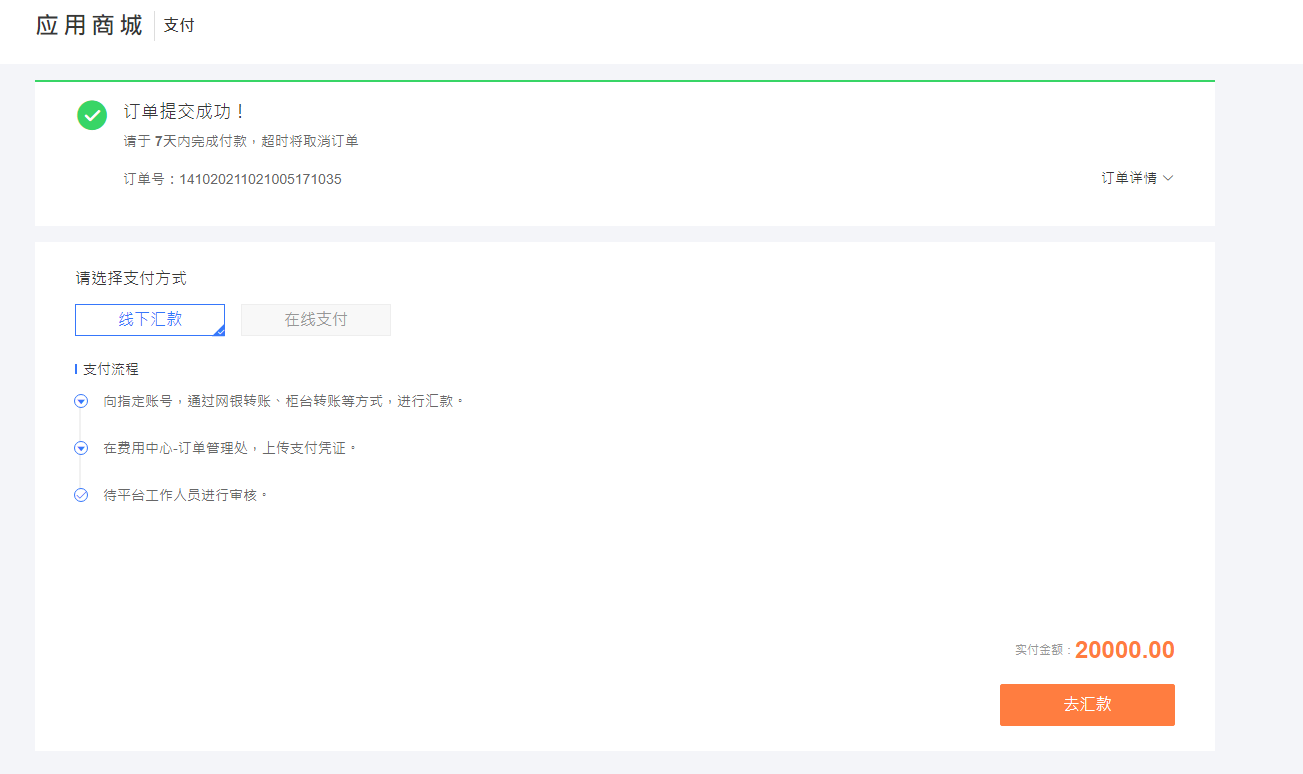 应用商城 支付
订单提交成功！
请于 7天内完成付款，超时将取消订单
订单号：141020211021005171035
订单详情
请选择支付方式
线下汇款 在线支付
支付流程
向指定账号，通过网银转账、柜台转账等方式，进行汇款。
在费用中心-订单管理处，上传支付凭证。
待平台工作人员进行审核。
实付金额：20000.00
去汇款